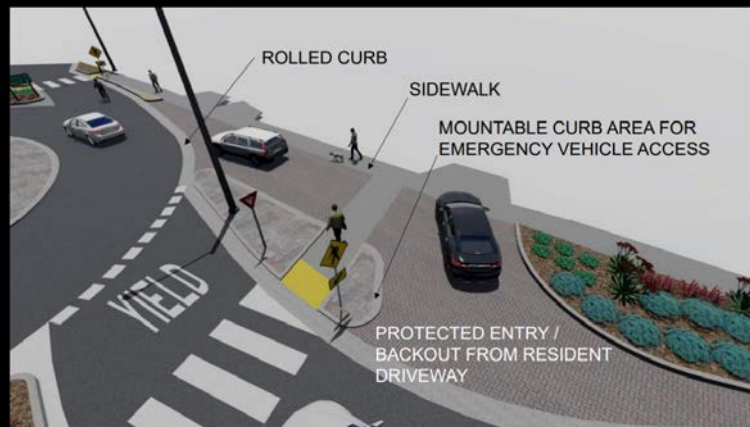 ROLLED CURB
SIDEWALK
MOUNTABLE CURB AREA FOR
EMERGENCY VEHICLE ACCESS
YIELD
PROTECTED ENTRY /
BACKOUT FROM RESIDENT
DRIVEWAY